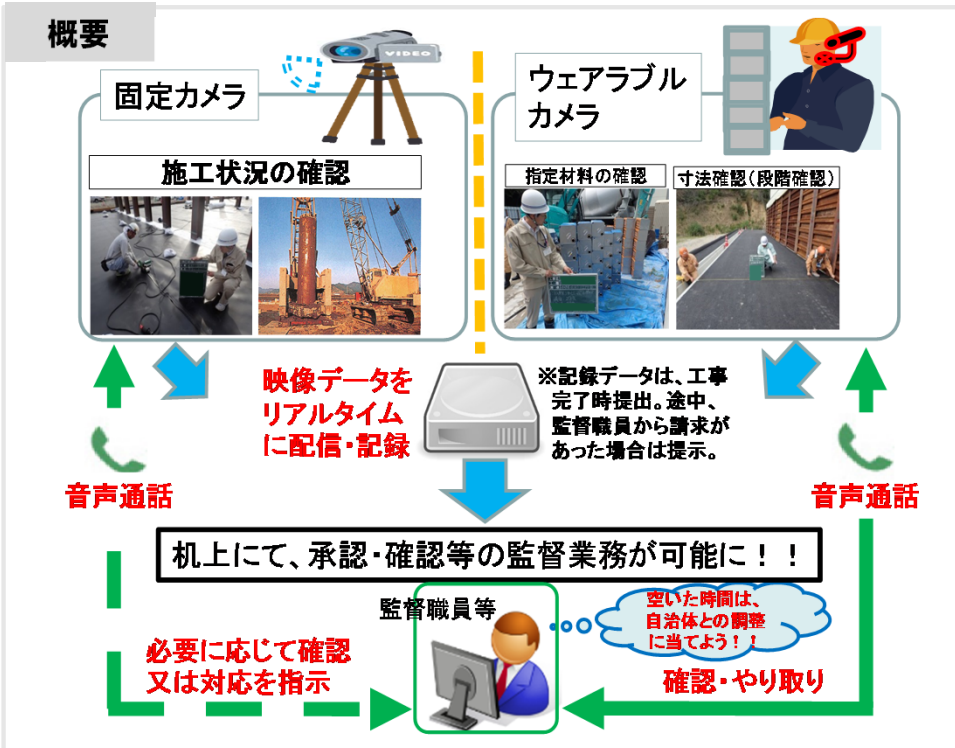 概要
VIDEO
固定カメラ
ウェアラブル
カメラ
施工状況の確認
指定材料の確認
寸法確認(段階確認)
映像データを
リアルタイム
に配信・記録
※記録データは、工事
完了時提出。途中、
監督職員から請求が
あった場合は提示。
音声通話
音声通話
机上にて、承認・確認等の監督業務が可能に!!
監督職員等
空いた時間は、
自治体との調整
に当てよう!!
必要に応じて確認
又は対応を指示
確認・やり取り